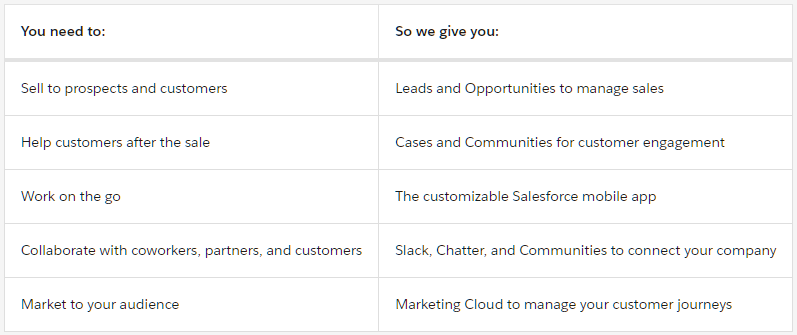 You need to:
So we give you:
Sell to prospects and customers
Leads and Opportunities to manage sales
Help customers after the sale
Cases and Communities for customer engagement
Work on the go
The customizable Salesforce mobile app
Collaborate with coworkers, partners, and customers
Slack, Chatter, and Communities to connect your company
Market to your audience
Marketing Cloud to manage your customer journeys